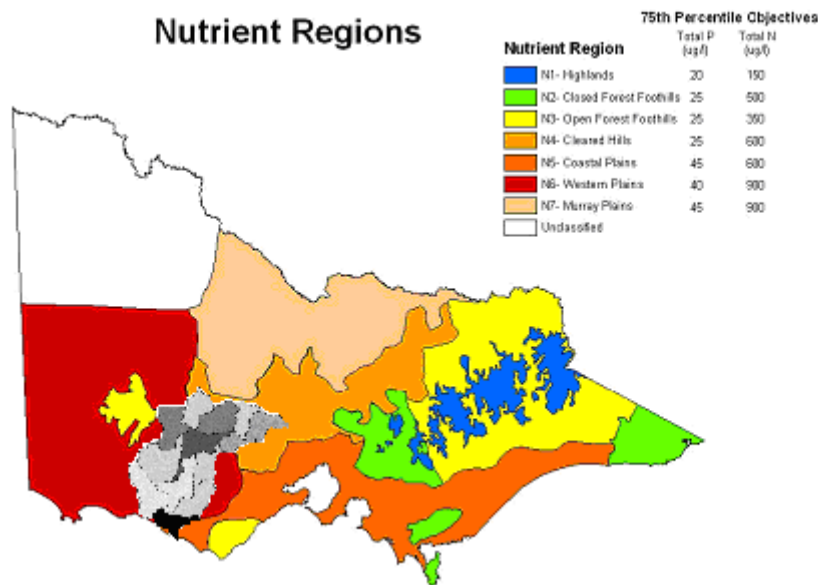 Nutrient Regions
75th Percentile Objectives
Nutrient Region Total P (ug/l) Total N (ug/l)
N1- Highlands 20 150
N2- Closed Forest Foothills 25 500
N3- Open Forest Foothills 25 350
N4- Cleared Hills 25 600
N5- Coastal Plains 45 600
N6- Western Plains 40 900
N7- Murray Plains 45 900
Unclassified